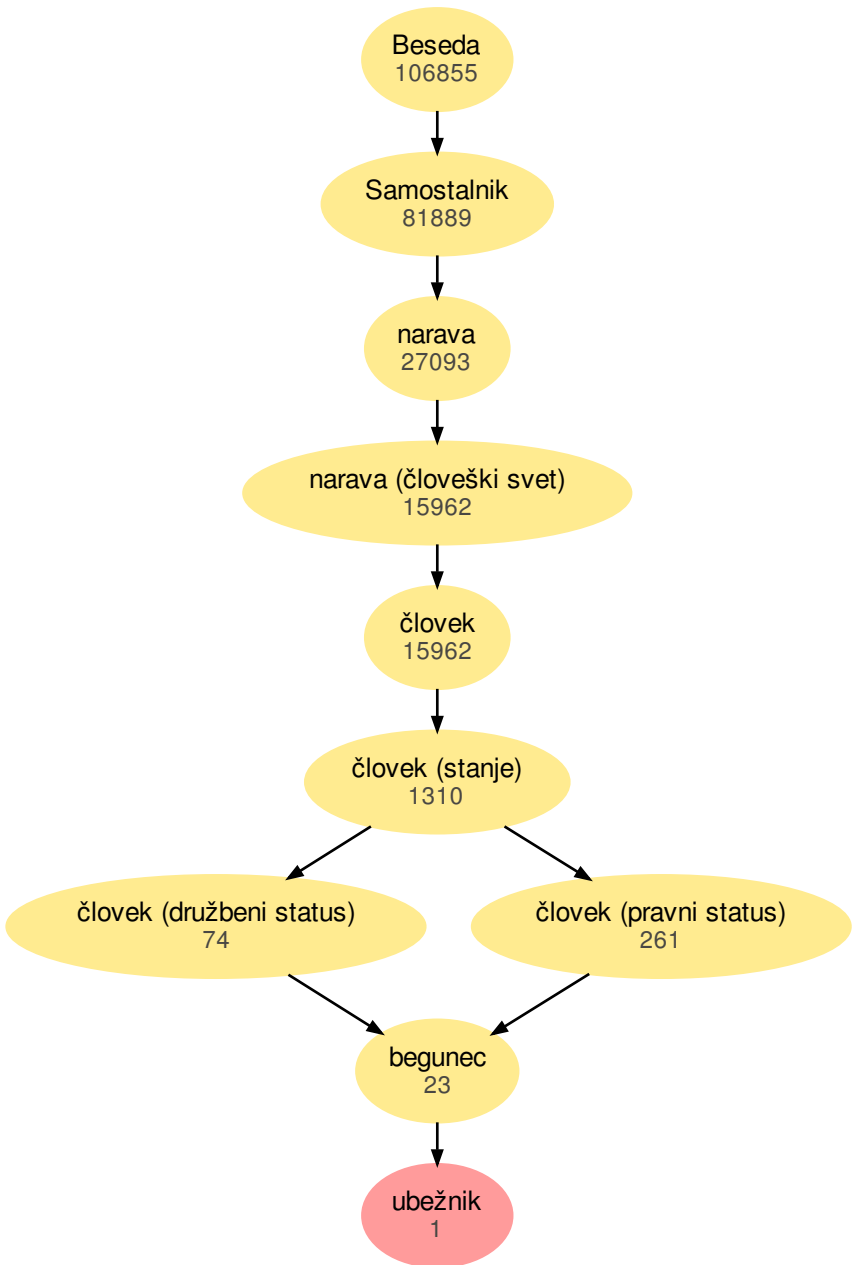 Beseda
106855
Samostalnik
81889
narava
27093
narava (človeški svet)
15962
človek
15962
človek (stanje)
1310
človek (družbeni status)
74
človek (pravni status)
261
begunec
23
ubežnik
1